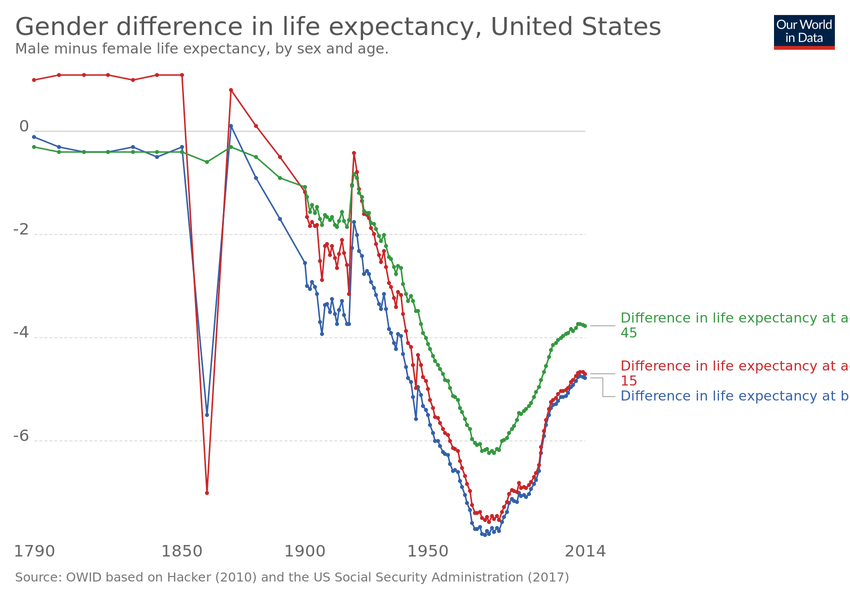 Gender difference in life expectancy, United States
Male minus female life expectancy, by sex and age.
Our World
in Data
0
-2
-4
-6
Difference in life expectancy at a
45
Difference in life expectancy at a
15
Difference in life expectancy at b
1790 1850 1900 1950 2014
Source: OWID based on Hacker (2010) and the US Social Security Administration (2017)